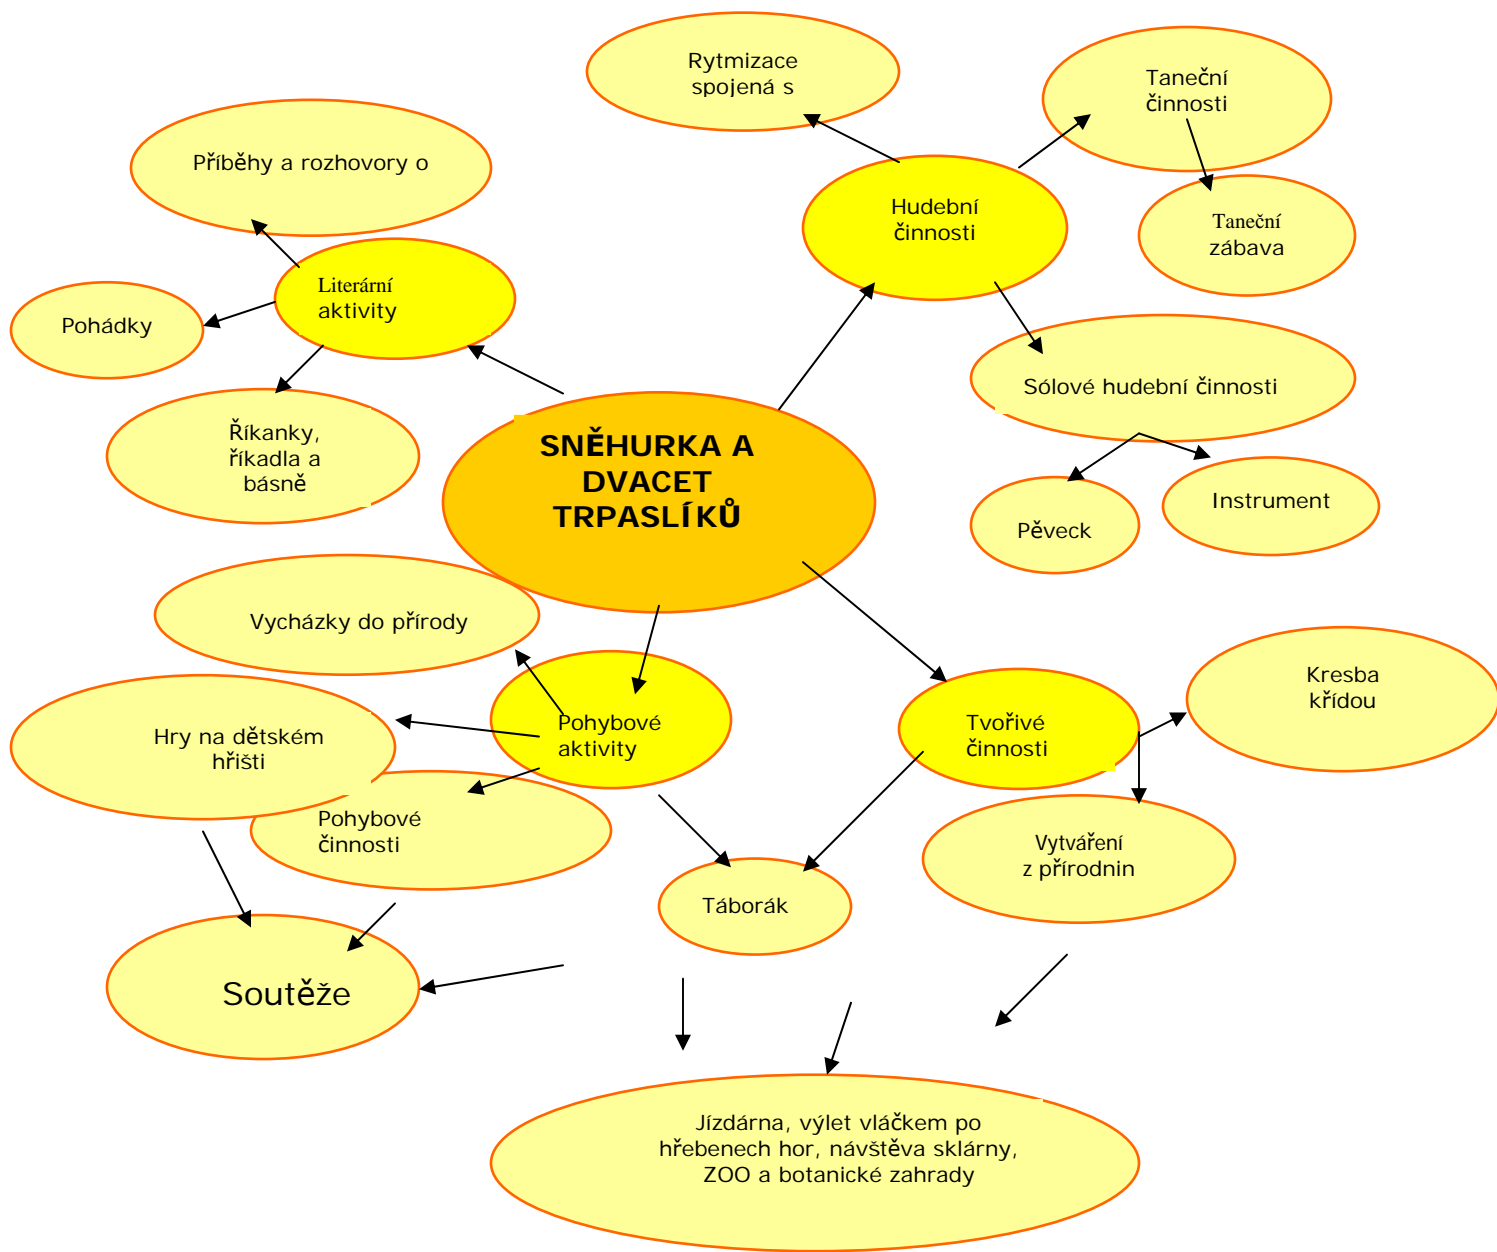 Rytmizace
spojená s
Taneční
činnosti
Příběhy a rozhovory o
Hudební
činnosti
Taneční
zábava
Literární
aktivity
Pohádky
Sólové hudební činnosti
Říkanky,
říkadla a
básně
SNĚHURKA A
DVACET
TRPASLÍKŮ
Instrument
Pěveck
Vycházky do přírody
Kresba
křídou
Hry na dětském
hřišti
Pohybové
aktivity
Tvořivé
činnosti
Pohybové
činnosti
Vytváření
z přírodnin
Táborák
Soutěže
Jízdárna, výlet vláčkem po
hřebenech hor, návštěva sklárny,
ZOO a botanické zahrady